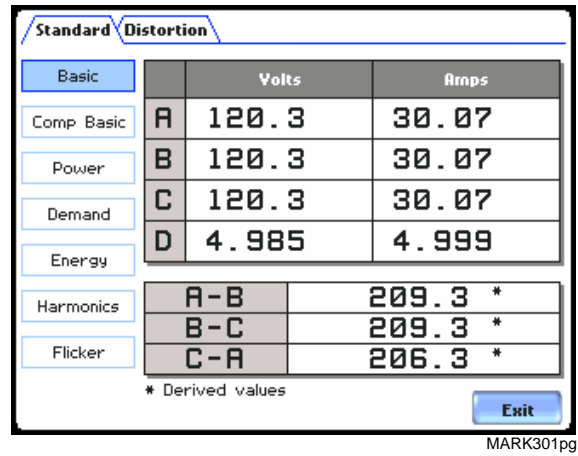 Standard Distortion
Basic
Comp Basic
Power
Demand
Energy
Harmonics
Flicker
Volts Amps
A 120.3 30.07
B 120.3 30.07
C 120.3 30.07
D 4.985 4.999
A-B 209.3 *
B-C 209.3 *
C-A 206.3 *
* Derived values
Exit
MARK301pg